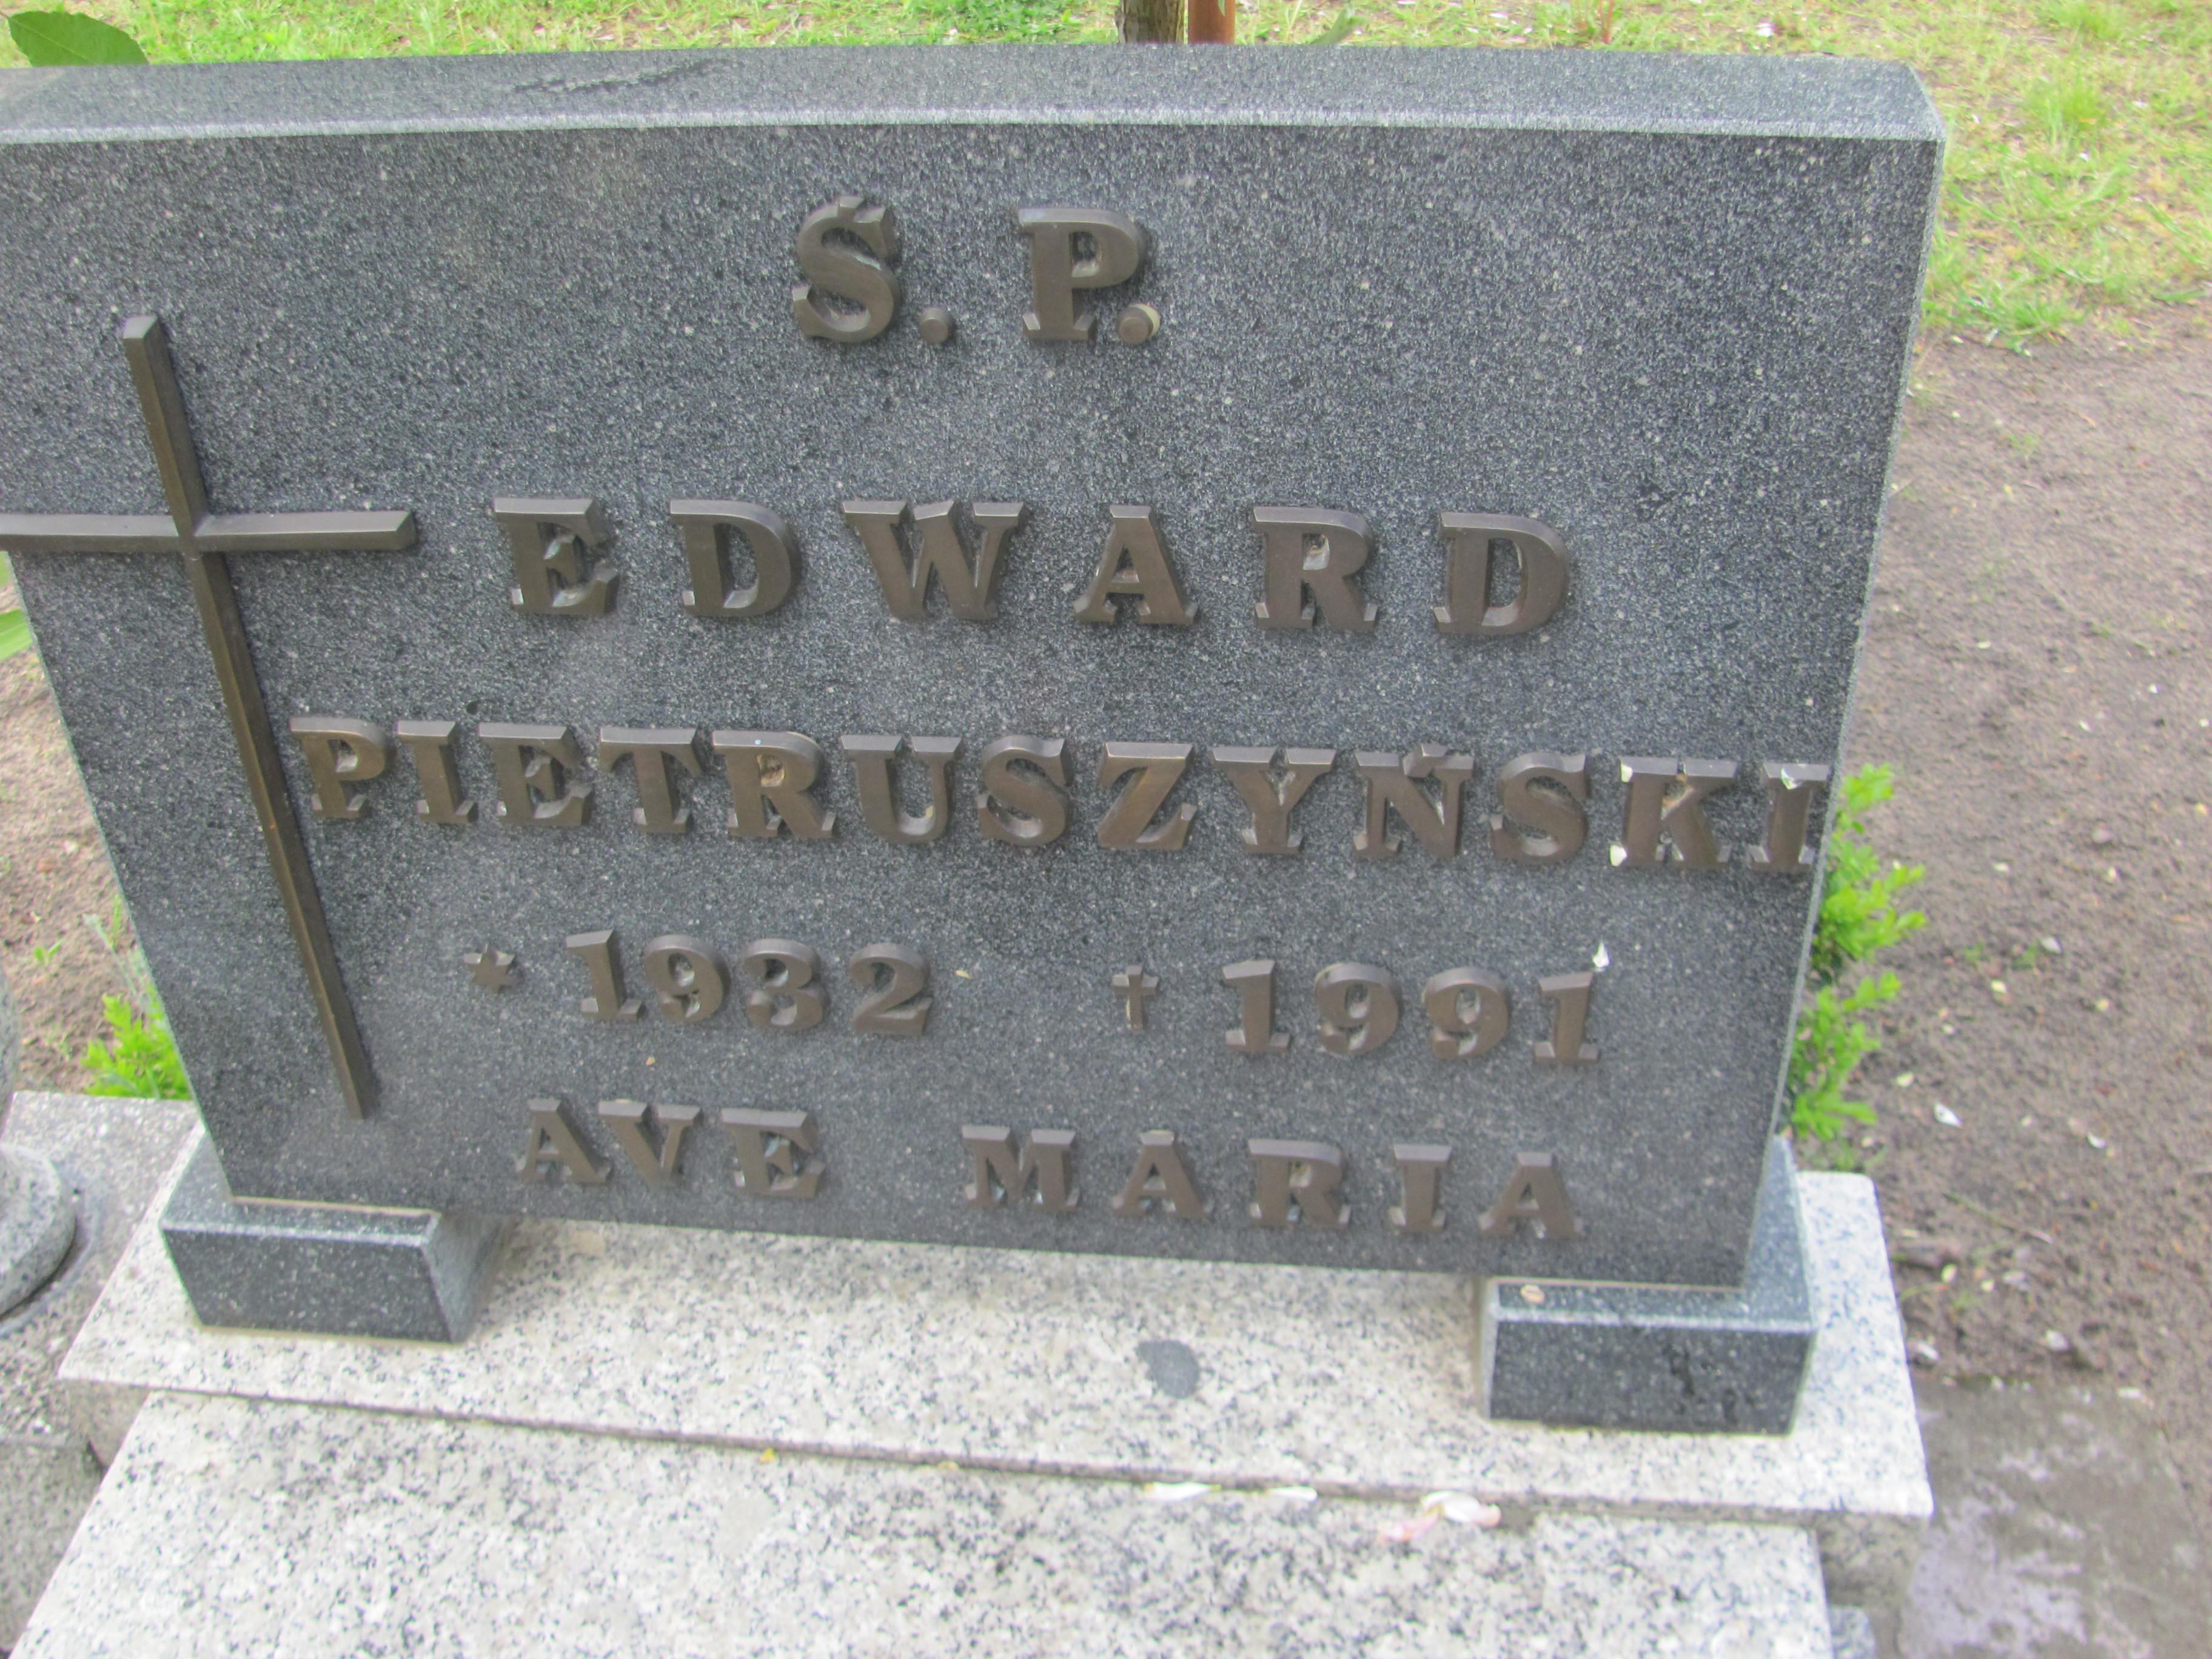 Ś. P.
EDWARD
PIETRUSZYŃSKI
* 1932 † 1991
AVE MARIA